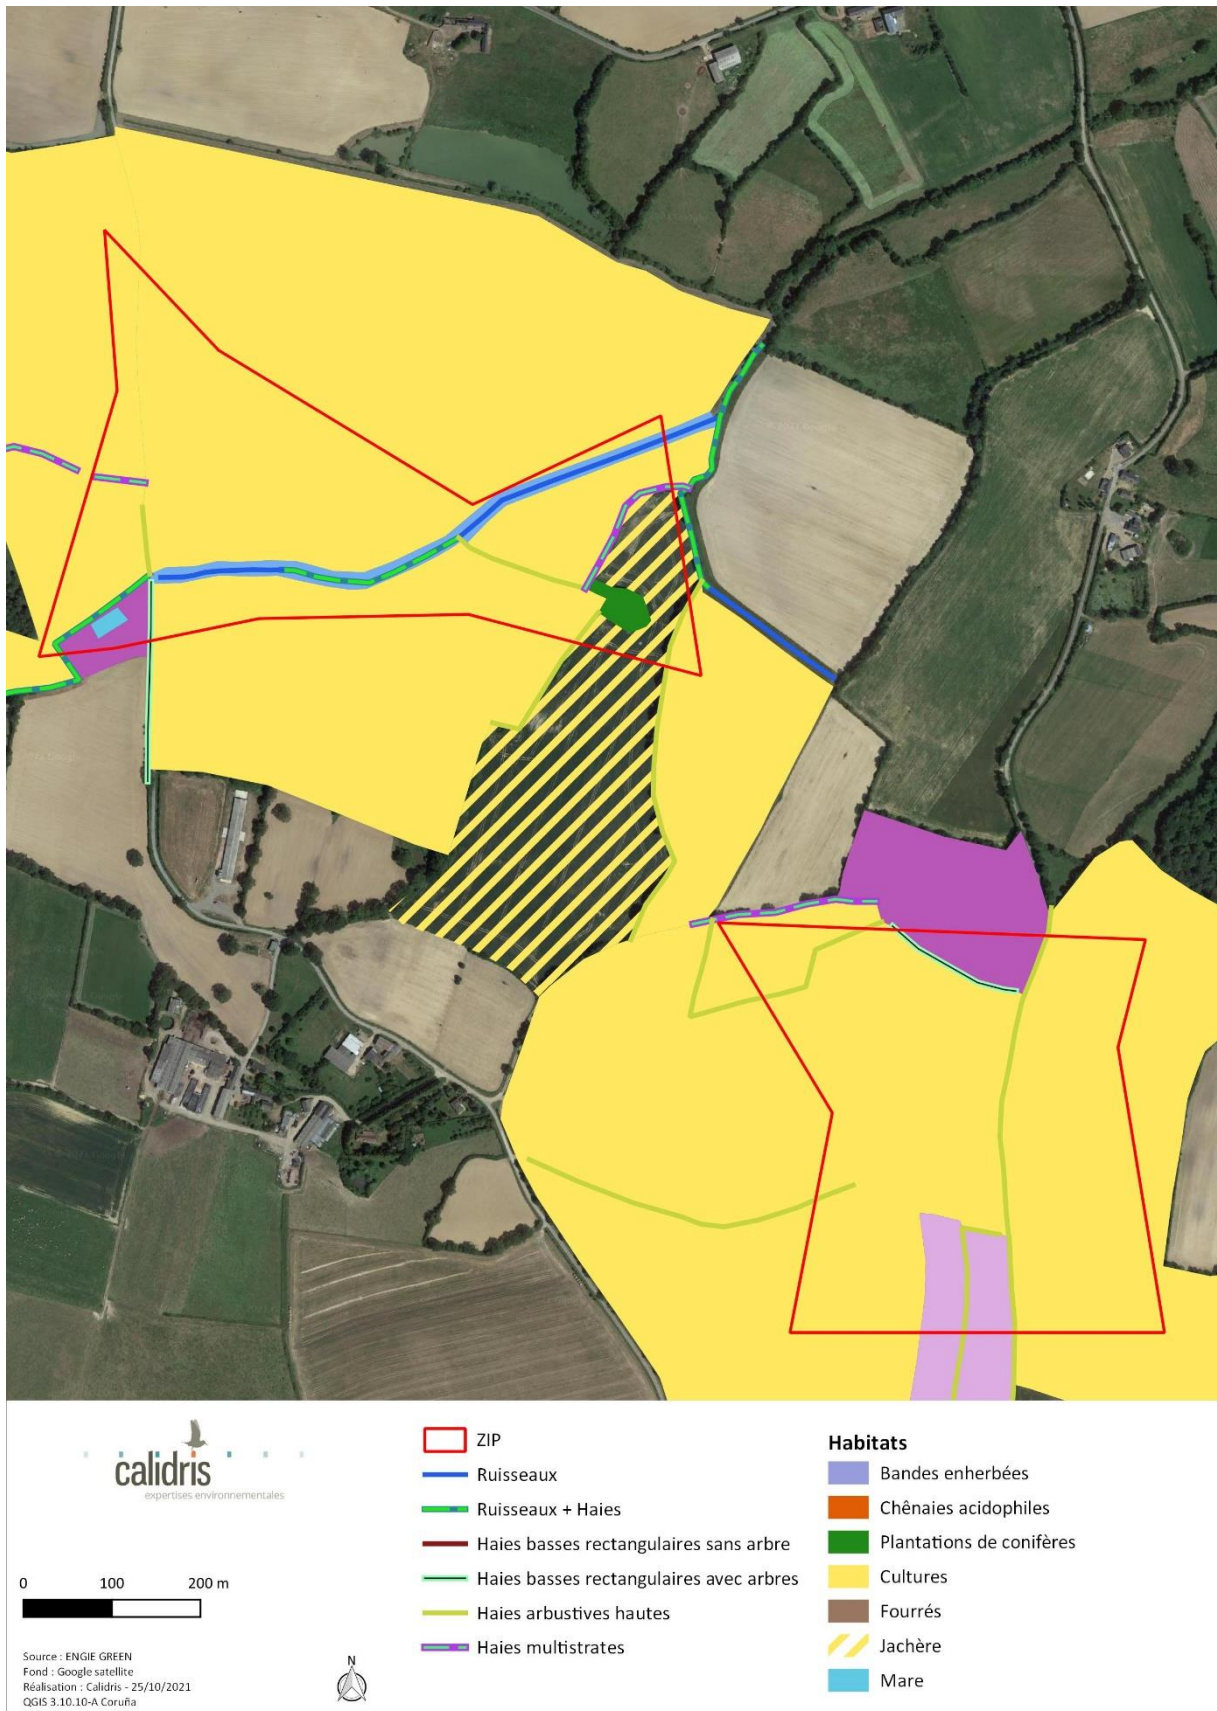 calidris
expertises environnementales
0 100 200 m
Source : ENGIE GREEN
Fond : Google satellite
Réalisation : Calidris - 25/10/2021
QGIS 3.10.10-A Coruña
N
ZIP
Ruisseaux
Ruisseaux + Haies
Haies basses rectangulaires sans arbre
Haies basses rectangulaires avec arbres
Haies arbustives hautes
Haies multistrates
Habitats
Bandes enherbées
Chênaies acidophiles
Plantations de conifères
Cultures
Fourrés
Jachère
Mare